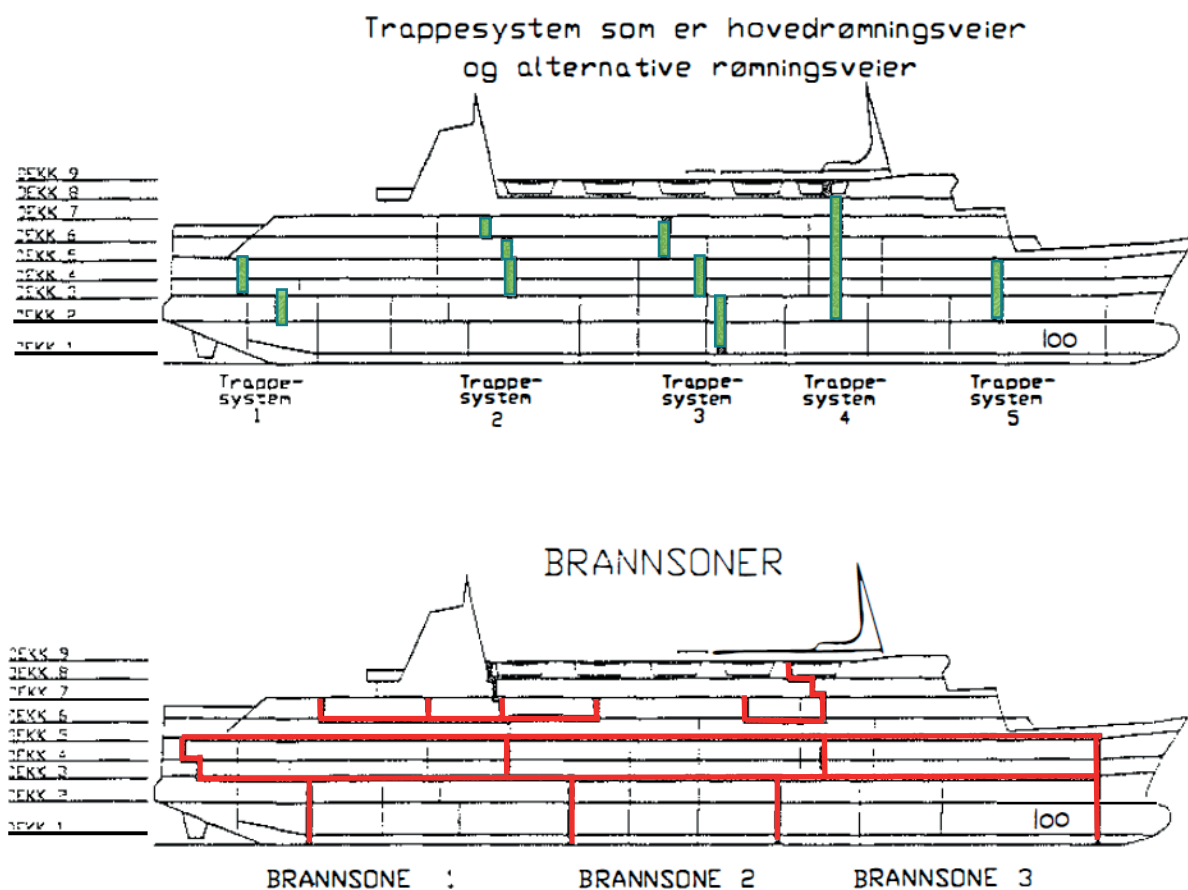 Trappesystem som er hovedrømningsveier
og alternative rømningsveier
DEKK 9
DEKK 8
DEKK 7
DEKK 6
DEKK 5
DEKK 4
DEKK 3
DEKK 2
DEKK 1
100
Trappe-
system
1
Trappe-
system
2
Trappe-
system
3
Trappe-
system
4
Trappe-
system
5
BRANNSONER
DEKK 9
DEKK 8
DEKK 7
DEKK 6
DEKK 5
DEKK 4
DEKK 3
DEKK 2
DEKK 1
100
BRANNSONE 1
BRANNSONE 2
BRANNSONE 3